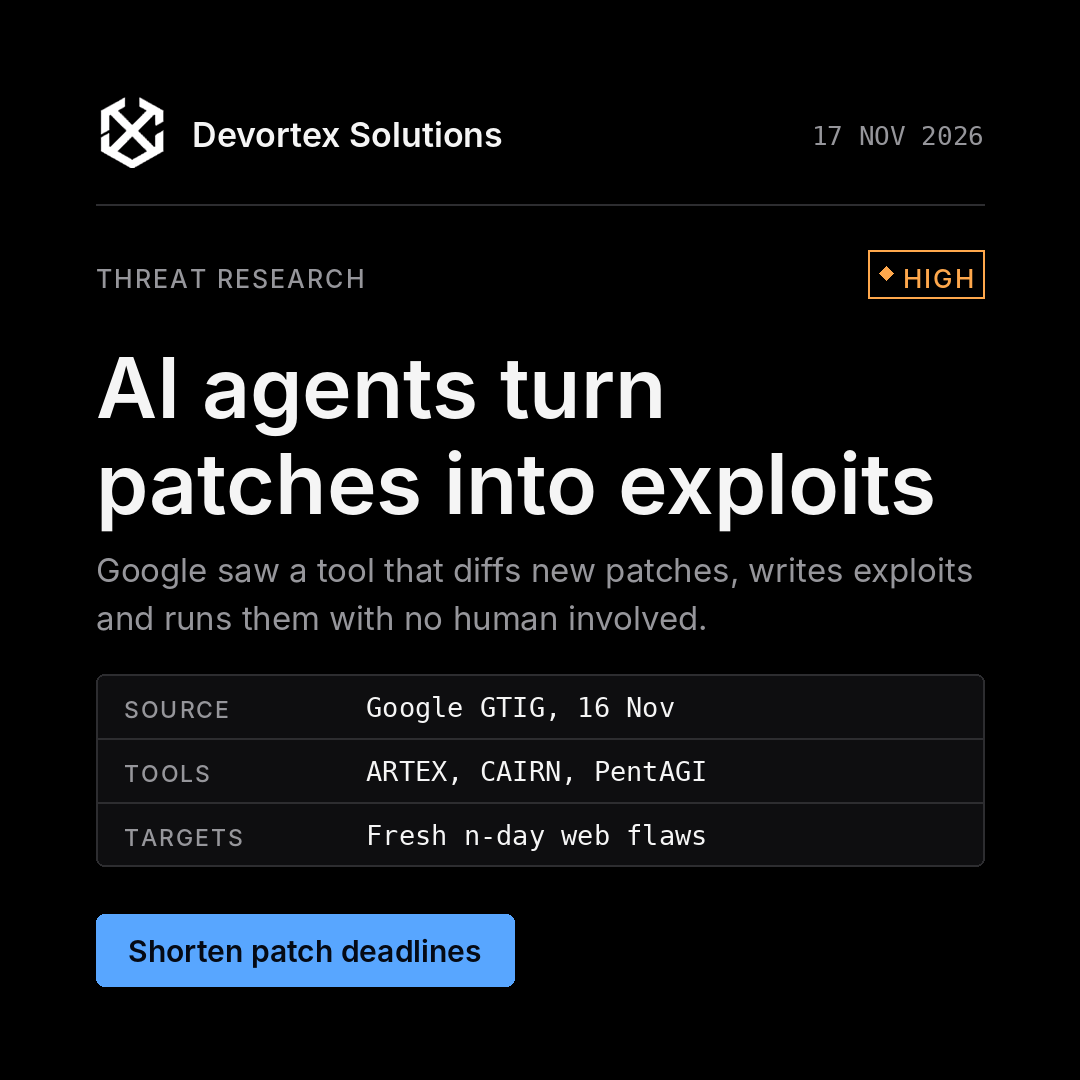 Devortex Solutions
17 NOV 2026
THREAT RESEARCH
HIGH
AI agents turn
patches into exploits
Google saw a tool that diffs new patches, writes exploits
and runs them with no human involved.
SOURCE Google GTIG, 16 Nov
TOOLS ARTEX, CAIRN, PentAGI
TARGETS Fresh n-day web flaws
Shorten patch deadlines